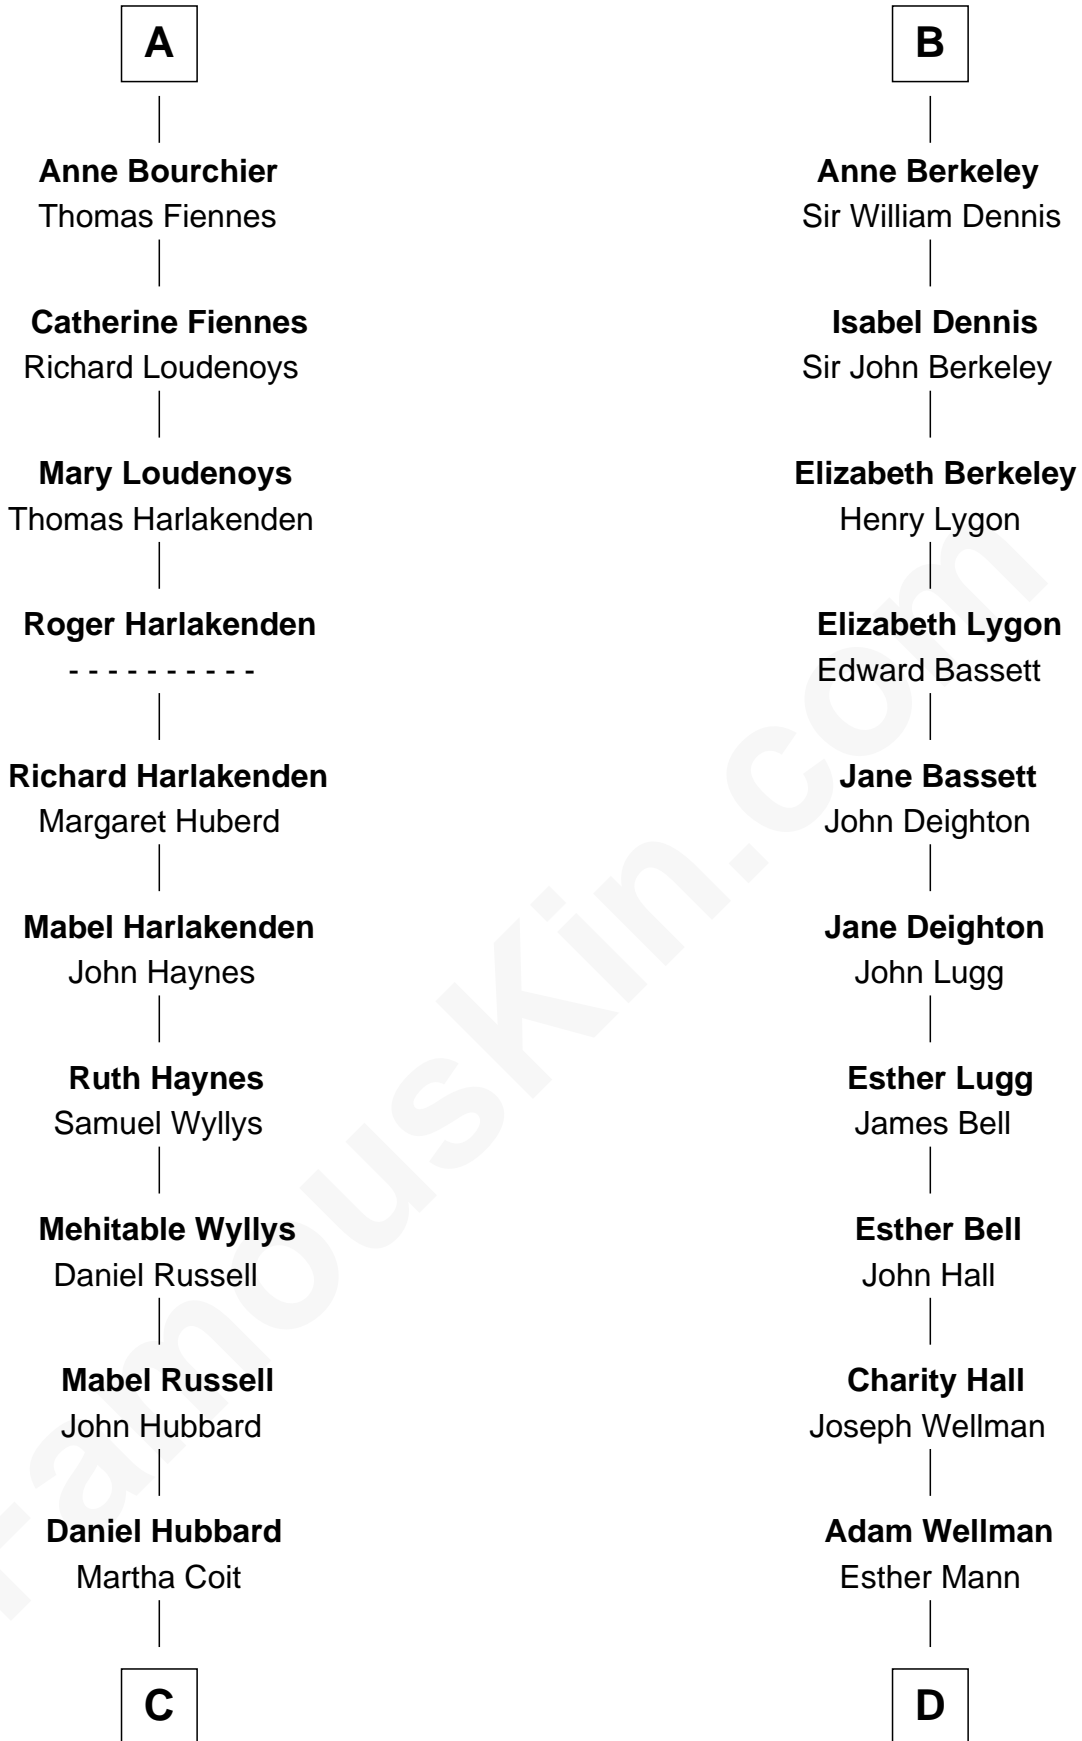 A
Anne Bourchier
Thomas Fiennes
Catherine Fiennes
Richard Loudenoys
Mary Loudenoys
Thomas Harlakenden
Roger Harlakenden
- - - - - - - - - -
Richard Harlakenden
Margaret Huberd
Mabel Harlakenden
John Haynes
Ruth Haynes
Samuel Wyllys
Mehitable Wyllys
Daniel Russell
Mabel Russell
John Hubbard
Daniel Hubbard
Martha Coit
C
B
Anne Berkeley
Sir William Dennis
Isabel Dennis
Sir John Berkeley
Elizabeth Berkeley
Henry Lygon
Elizabeth Lygon
Edward Bassett
Jane Bassett
John Deighton
Jane Deighton
John Lugg
Esther Lugg
James Bell
Esther Bell
John Hall
Charity Hall
Joseph Wellman
Adam Wellman
Esther Mann
D
FamousKin.com